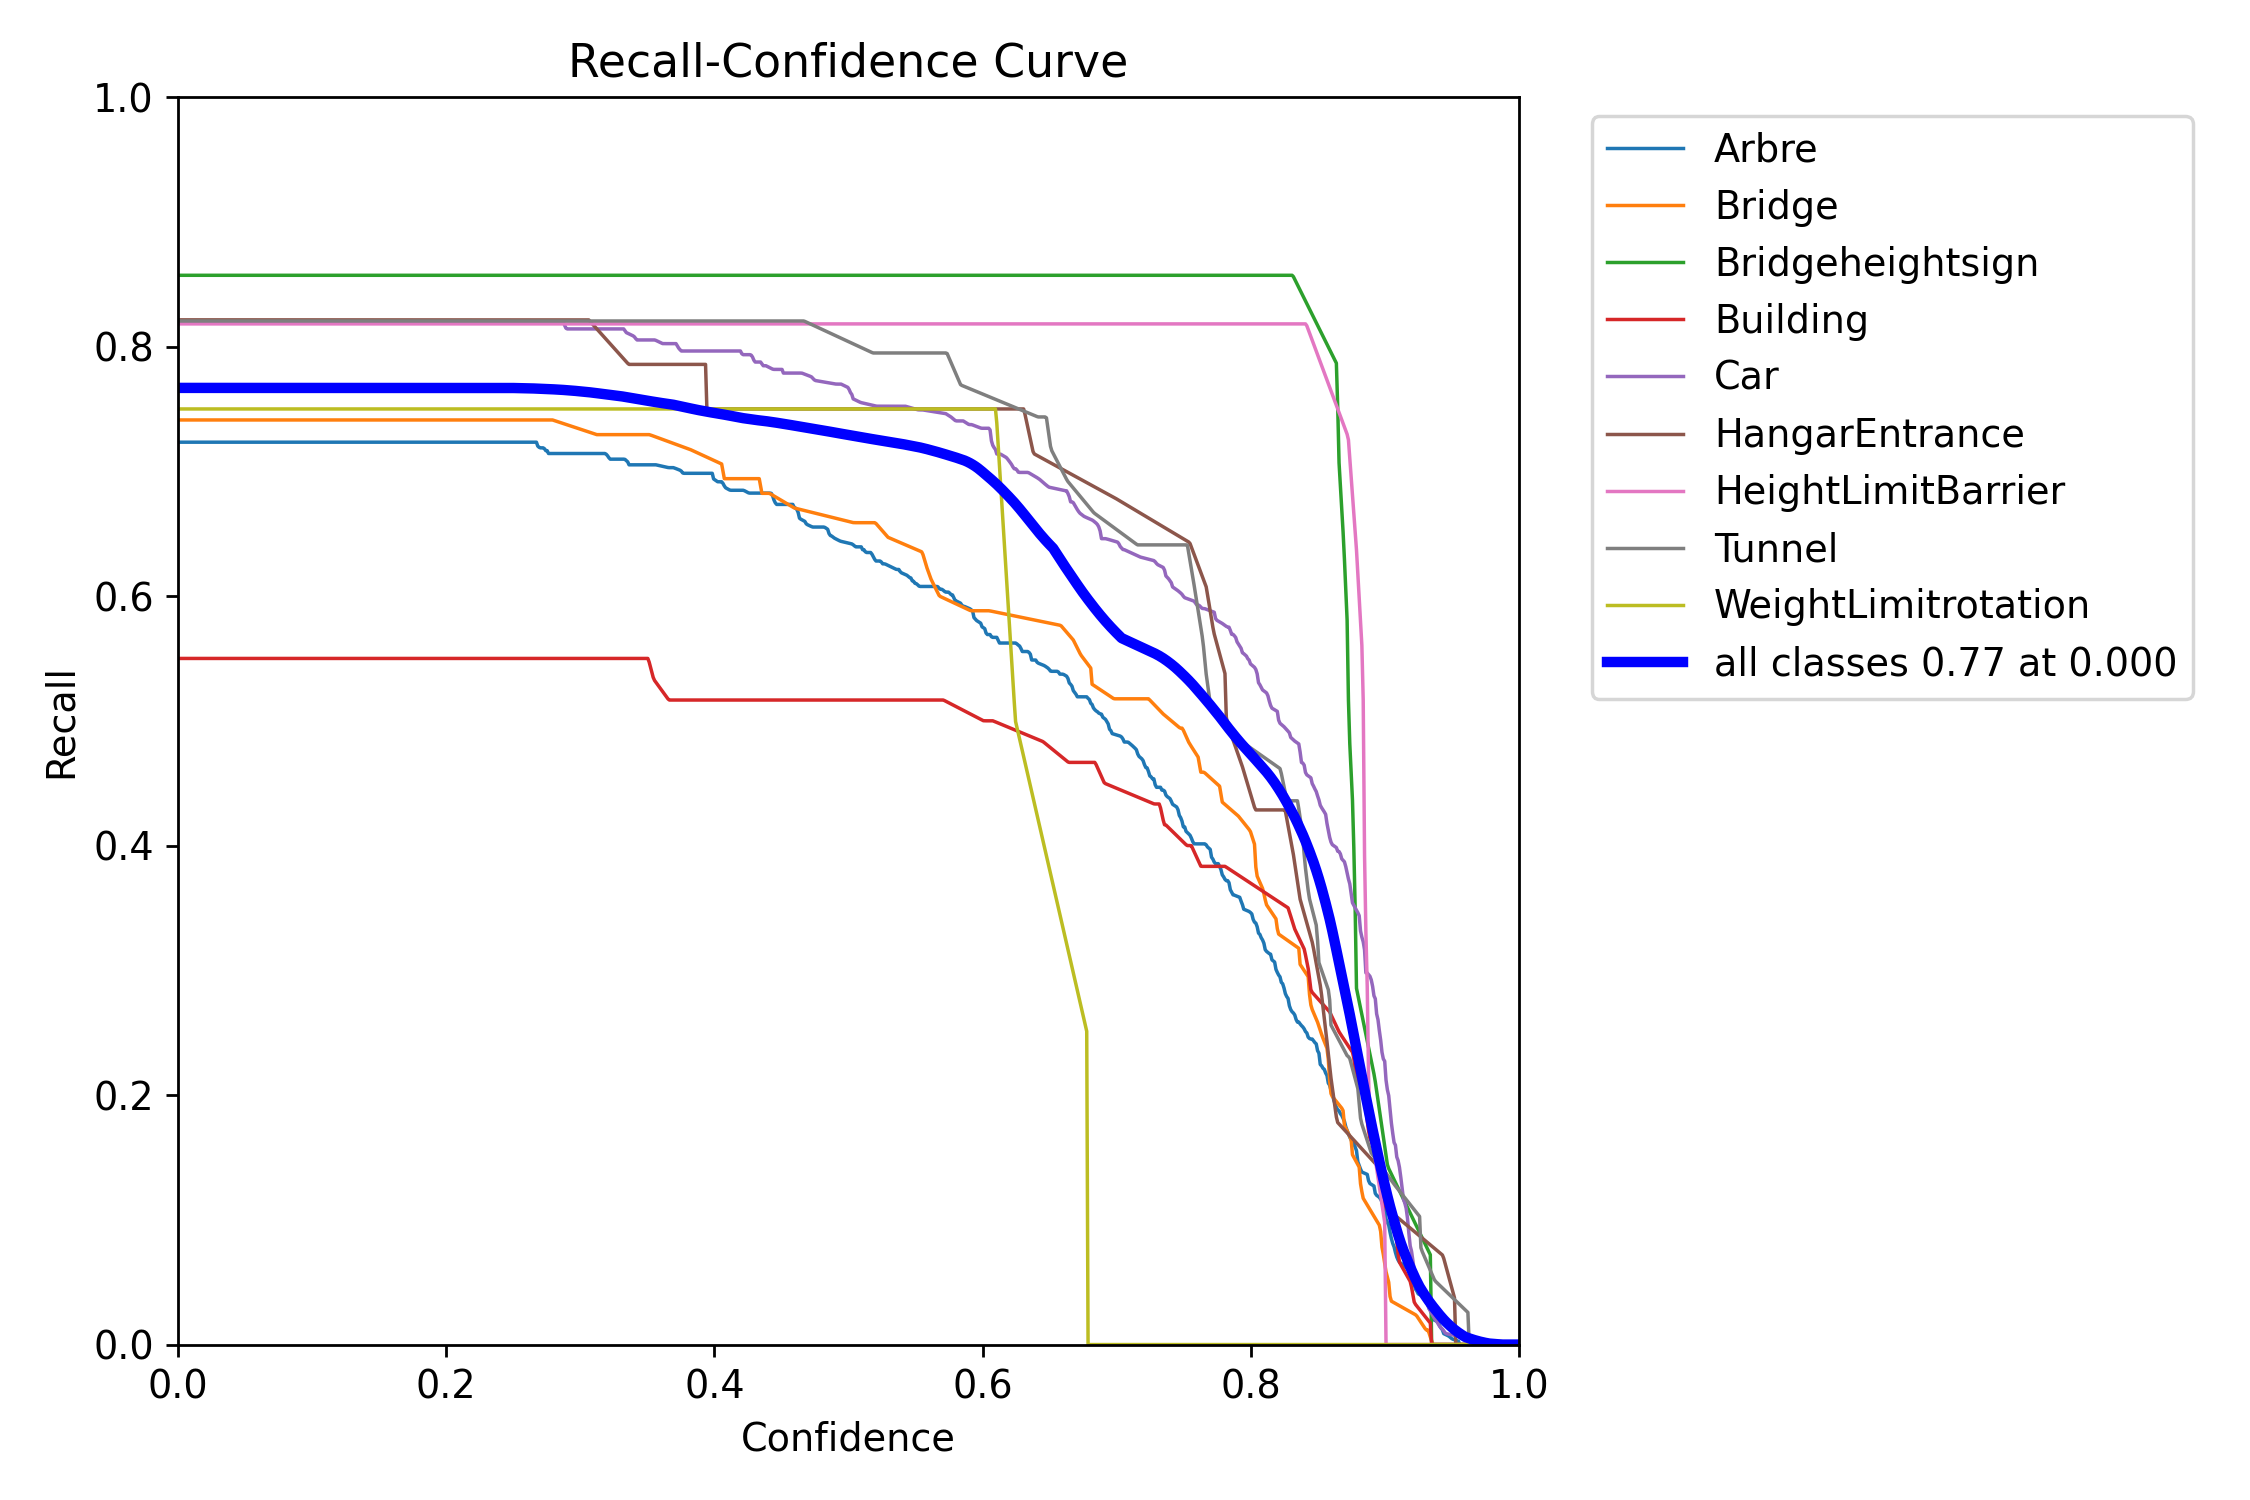 Recall-Confidence Curve
1.0
0.8
0.6
0.4
0.2
0.0
Recall
0.0 0.2 0.4 0.6 0.8 1.0
Confidence
Arbre
Bridge
Bridgeheightsign
Building
Car
HangarEntrance
HeightLimitBarrier
Tunnel
WeightLimitrotation
all classes 0.77 at 0.000